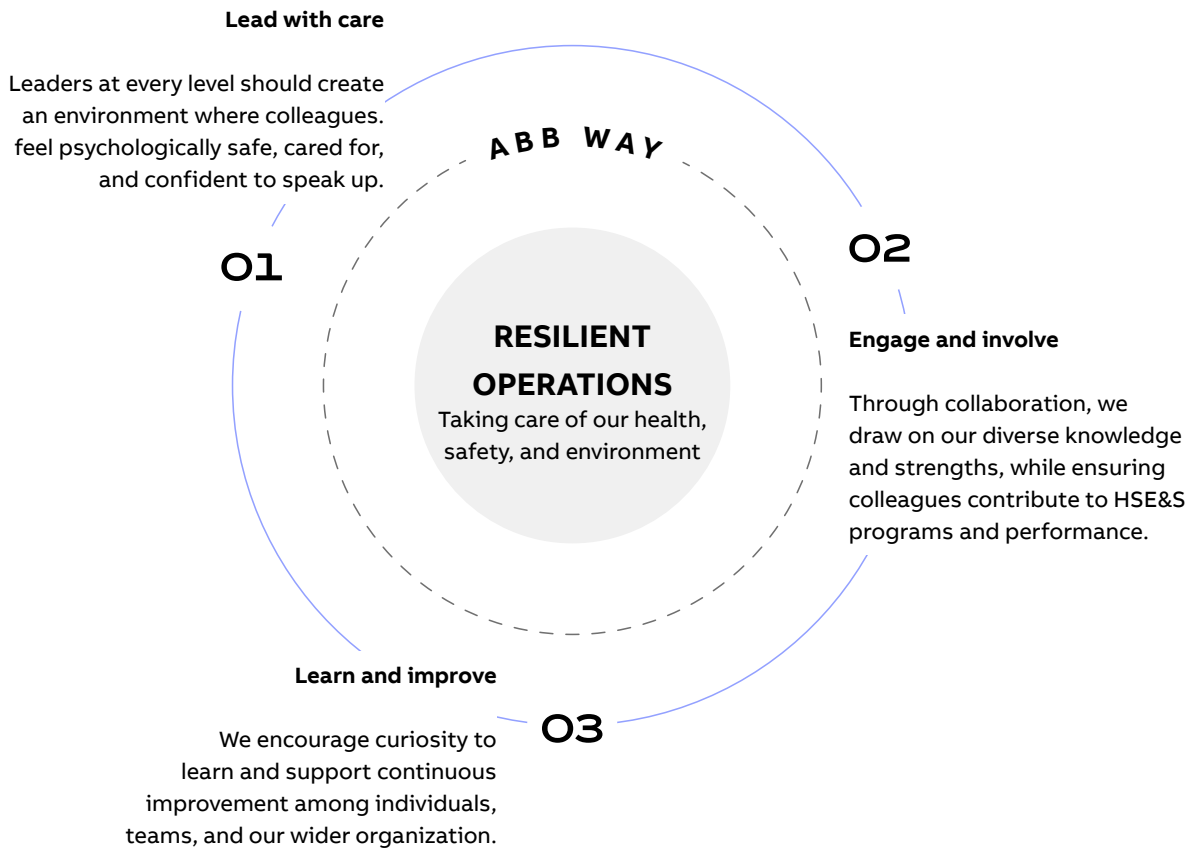 Lead with care
Leaders at every level should create
an environment where colleagues.
feel psychologically safe, cared for,
and confident to speak up.
01
ABB WAY
RESILIENT
OPERATIONS
Taking care of our health,
safety, and environment
02
Engage and involve
Through collaboration, we
draw on our diverse knowledge
and strengths, while ensuring
colleagues contribute to HSE&S
programs and performance.
Learn and improve
03
We encourage curiosity to
learn and support continuous
improvement among individuals,
teams, and our wider organization.